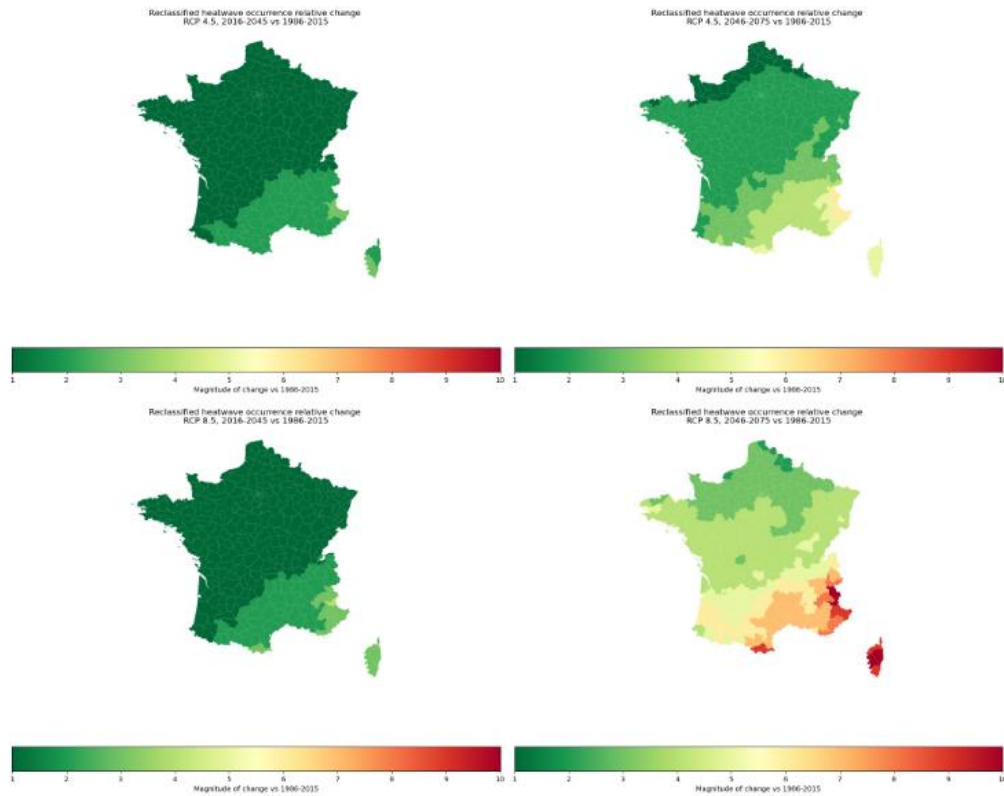 Reclassified heatwave occurrence relative change
RCP 4.5, 2016-2045 vs 1986-2015
1 2 3 4 5 6 7 8 9 10
Magnitude of change vs 1986-2015
Reclassified heatwave occurrence relative change
RCP 4.5, 2046-2075 vs 1986-2015
1 2 3 4 5 6 7 8 9 10
Magnitude of change vs 1986-2015
Reclassified heatwave occurrence relative change
RCP 8.5, 2016-2045 vs 1986-2015
1 2 3 4 5 6 7 8 9 10
Magnitude of change vs 1986-2015
Reclassified heatwave occurrence relative change
RCP 8.5, 2046-2075 vs 1986-2015
1 2 3 4 5 6 7 8 9 10
Magnitude of change vs 1986-2015